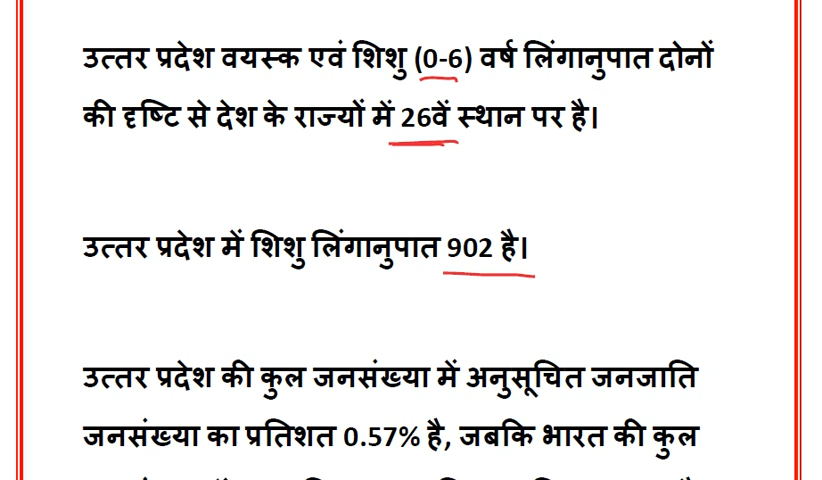 उत्तर प्रदेश वयस्क एवं शिशु (0-6) वर्ष लिंगानुपात दोनों
की दृष्टि से देश के राज्यों में 26वें स्थान पर है।
उत्तर प्रदेश में शिशु लिंगानुपात 902 है।
उत्तर प्रदेश की कुल जनसंख्या में अनुसूचित जनजाति
जनसंख्या का प्रतिशत 0.57% है, जबकि भारत की कुल